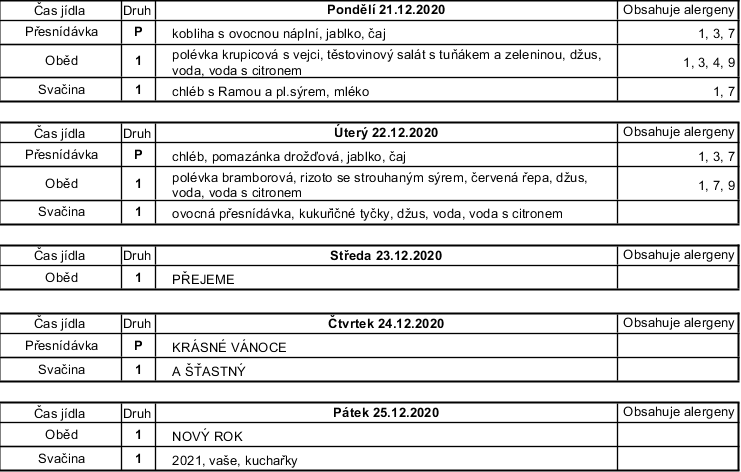 Čas jídla Druh Pondělí 21.12.2020 Obsahuje alergeny
Přesnídávka P kobliha s ovocnou náplní, jablko, čaj 1, 3, 7
Oběd 1 polévka krupicová s vejci, těstovinový salát s tuňákem a zeleninou, džus,
voda, voda s citronem 1, 3, 4, 9
Svačina 1 chléb s Ramou a pl.sýrem, mléko 1, 7
Čas jídla Druh Úterý 22.12.2020 Obsahuje alergeny
Přesnídávka P chléb, pomazánka drožďová, jablko, čaj 1, 3, 7
Oběd 1 polévka bramborová, rizoto se strouhaným sýrem, červená řepa, džus,
voda, voda s citronem 1, 7, 9
Svačina 1 ovocná přesnídávka, kukuřičné tyčky, džus, voda, voda s citronem
Čas jídla Druh Středa 23.12.2020 Obsahuje alergeny
Oběd 1 PŘEJEME
Čas jídla Druh Čtvrtek 24.12.2020 Obsahuje alergeny
Přesnídávka P KRÁSNÉ VÁNOCE
Svačina 1 A ŠŤASTNÝ
Čas jídla Druh Pátek 25.12.2020 Obsahuje alergeny
Oběd 1 NOVÝ ROK
Svačina 1 2021, vaše, kuchařky